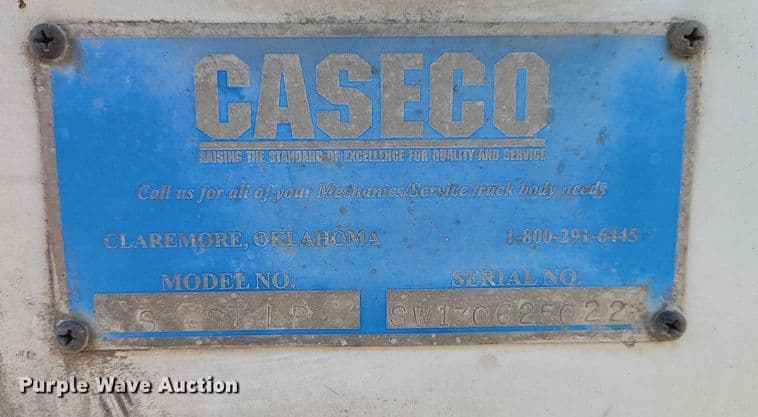 CASECO
RAISING THE STANDARD OF EXCELLENCE FOR QUALITY AND SERVICE
Call us for all of your Mechanics/Service truck body needs
CLAREMORE, OKLAHOMA - 1-800-291-6445
MODEL NO. SERIAL NO.
Purple Wave Auction